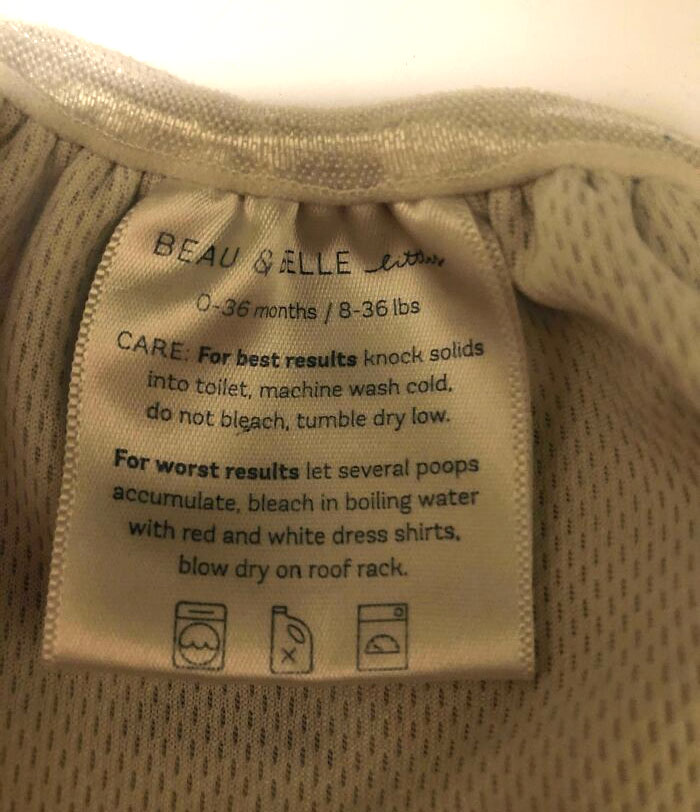 BEAU & ELLE littles
0-36 months / 8-36 lbs
CARE: For best results knock solids
into toilet, machine wash cold,
do not bleach, tumble dry low.
For worst results let several poops
accumulate, bleach in boiling water
with red and white dress shirts,
blow dry on roof rack.